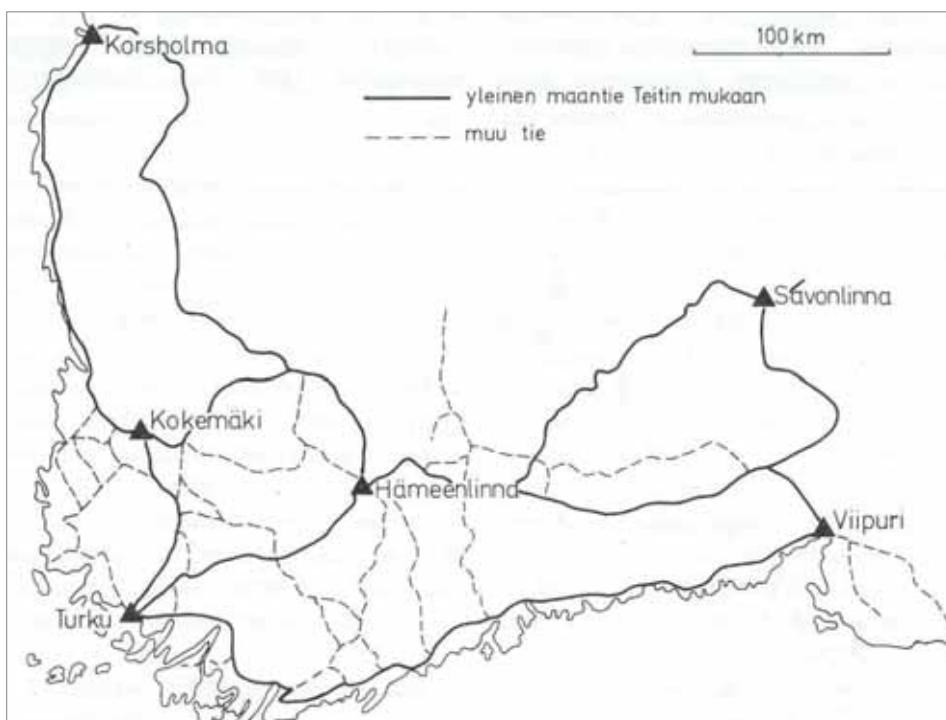 Korsholma
100 km
yleinen maantie Teitin mukaan
muu tie
Savonlinna
Kokemäki
Hämeenlinna
Viipuri
Turku